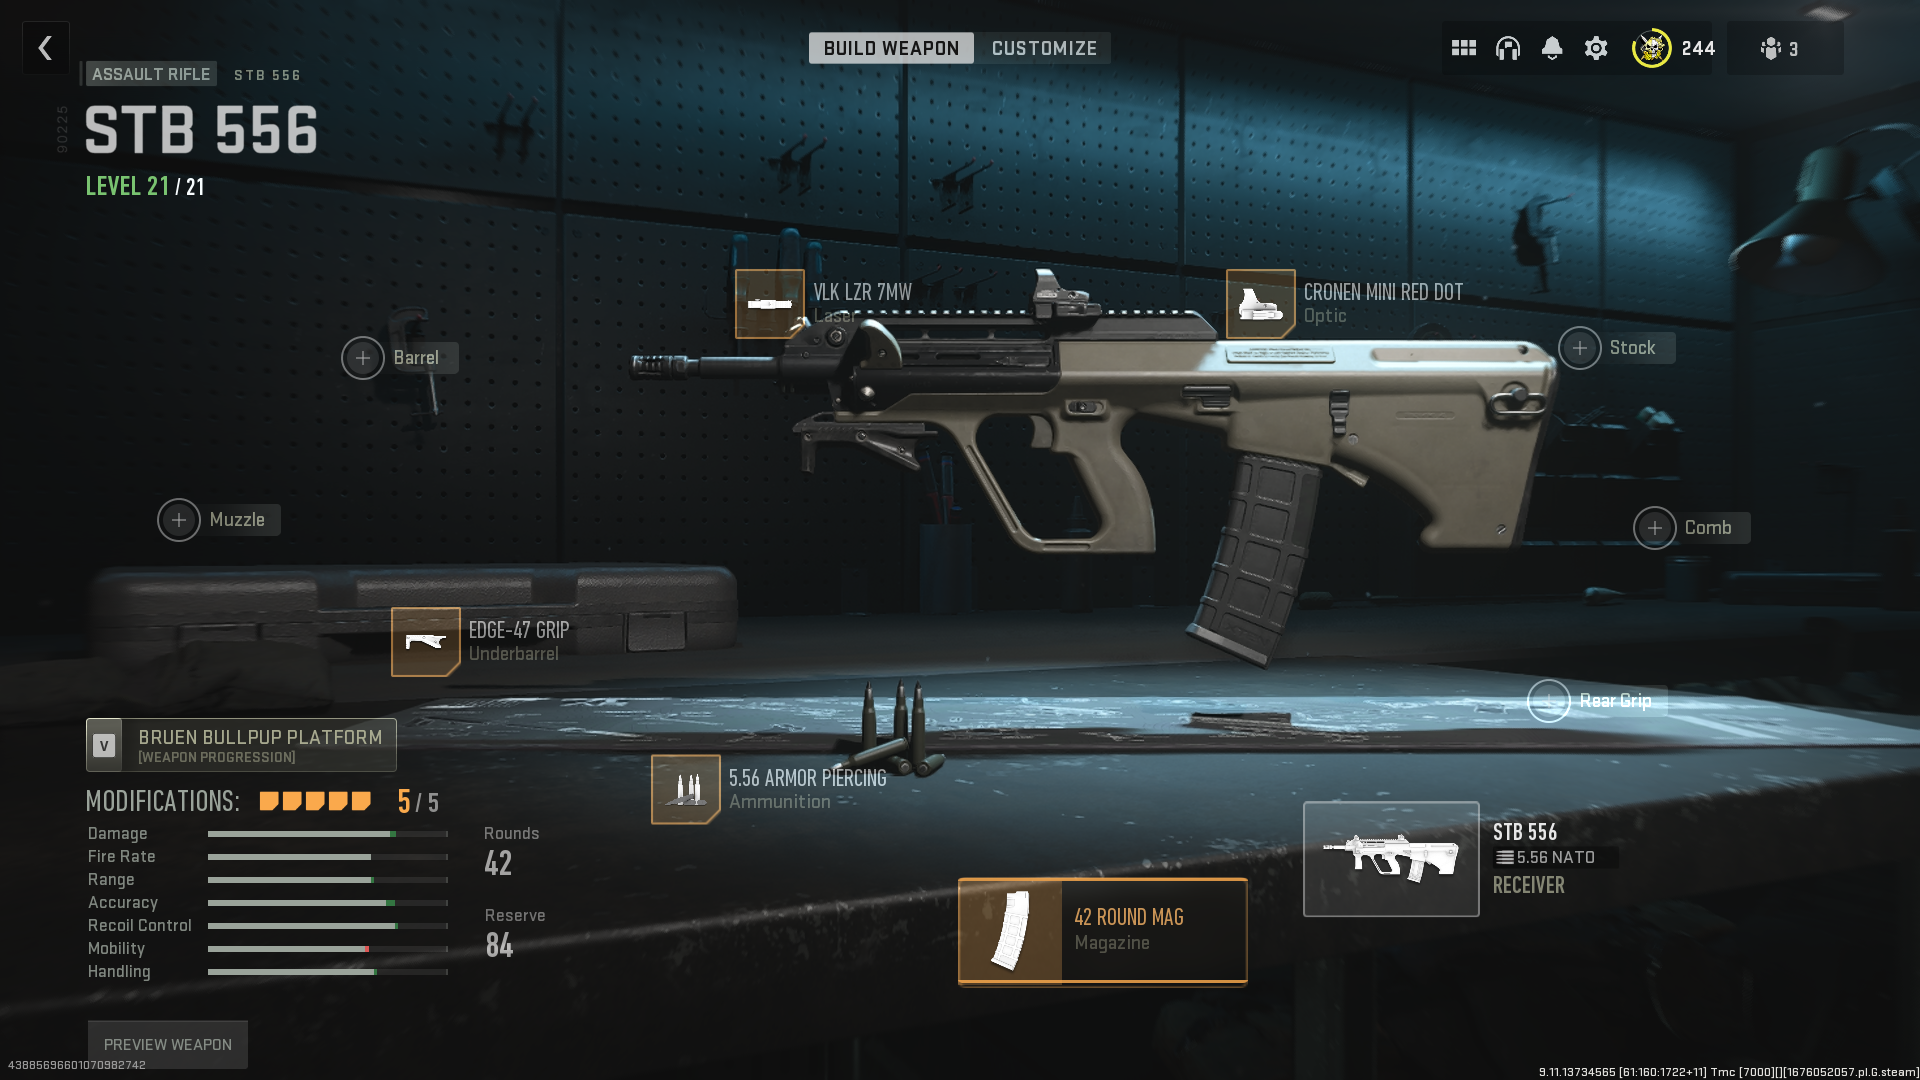 BUILD WEAPON
CUSTOMIZE
244
3
ASSAULT RIFLE
STB 556
90225
STB 556
LEVEL 21 / 21
VLK LZR 7MW
Laser
CRONEN MINI RED DOT
Optic
Barrel
Stock
Muzzle
Comb
EDGE-47 GRIP
Underbarrel
Rear Grip
V
BRUEN BULLPUP PLATFORM
[WEAPON PROGRESSION]
5.56 ARMOR PIERCING
Ammunition
MODIFICATIONS: 5 / 5
Damage
Fire Rate
Range
Accuracy
Recoil Control
Mobility
Handling
Rounds
42
Reserve
84
42 ROUND MAG
Magazine
STB 556
5.56 NATO
RECEIVER
PREVIEW WEAPON
43885696601070982742
9.11.13734565 [61:160:1722+11] Tmc [7000][][1676052057.pl.G.steam]